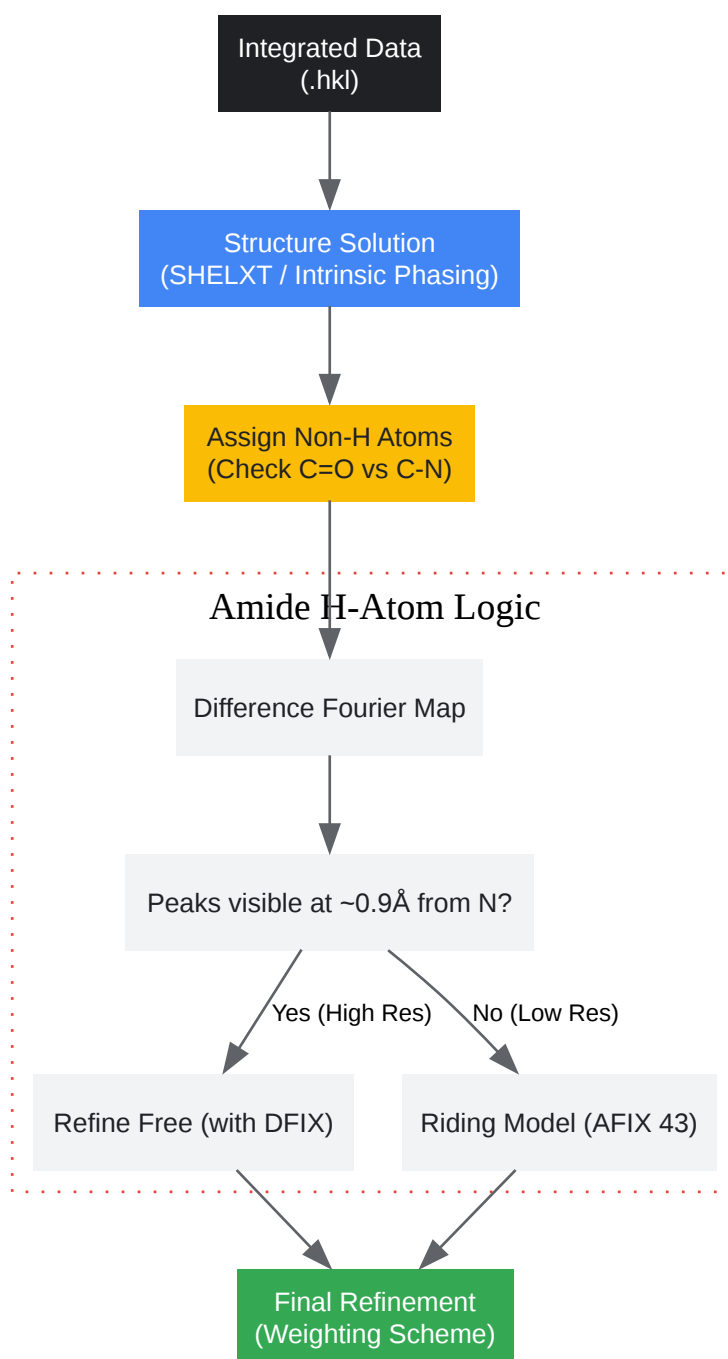 Integrated Data
(.hkl)
Structure Solution
(SHELXT / Intrinsic Phasing)
Assign Non-H Atoms
(Check C=O vs C-N)
Amide H-Atom Logic
Difference Fourier Map
Peaks visible at ~0.9Å from N?
Yes (High Res)
No (Low Res)
Refine Free (with DFIX)
Riding Model (AFIX 43)
Final Refinement
(Weighting Scheme)